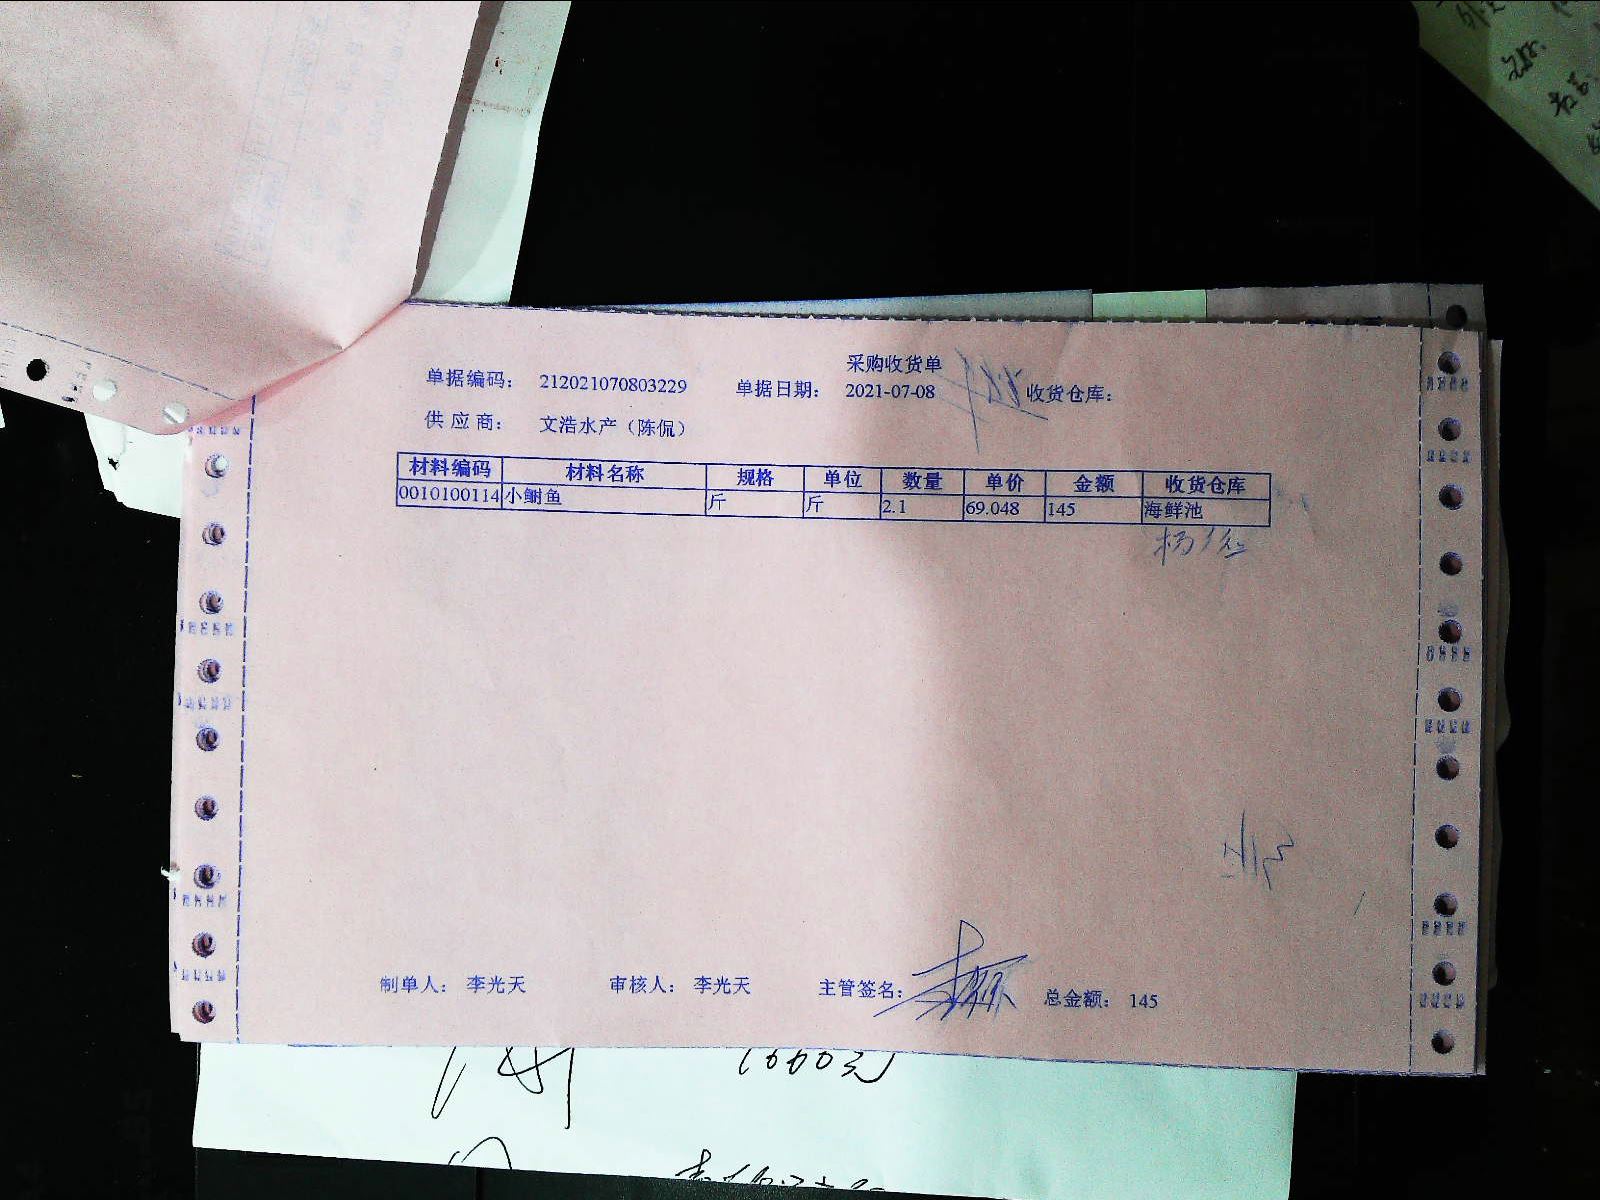 采购收货单
单据编码： 212021070803229 单据日期： 2021-07-08 收货仓库：
供 应 商： 文浩水产（陈侃）
材料编码 材料名称 规格 单位 数量 单价 金额 收货仓库
0010100114 小鲥鱼 斤 斤 2.1 69.048 145 海鲜池
制单人： 李光天 审核人： 李光天 主管签名： 总金额： 145